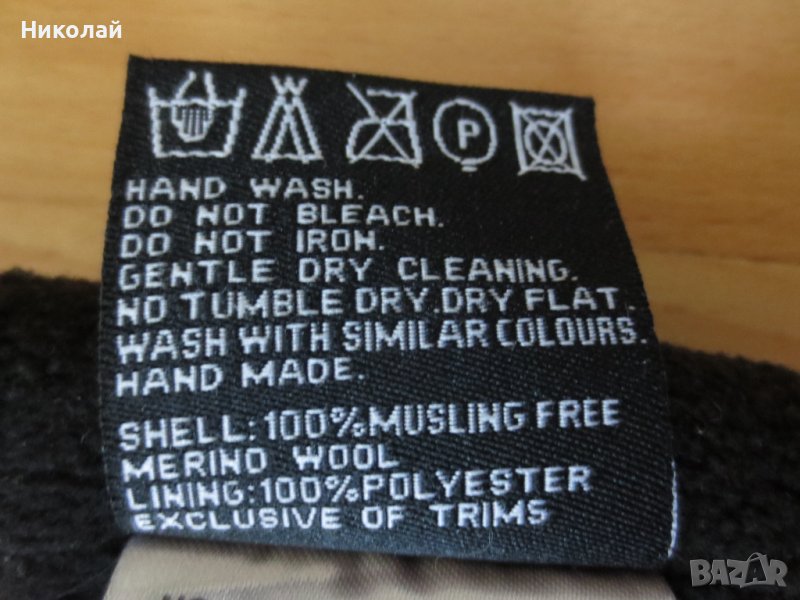 Николай
W
P
HAND WASH.
DO NOT BLEACH.
DO NOT IRON.
GENTLE DRY CLEANING.
NO TUMBLE DRY.DRY FLAT.
WASH WITH SIMILAR COLOURS.
HAND MADE.
SHELL:100%MUSLING FREE
MERINO WOOL
LINING:100%POLYESTER
EXCLUSIVE OF TRIMS
BAZAR